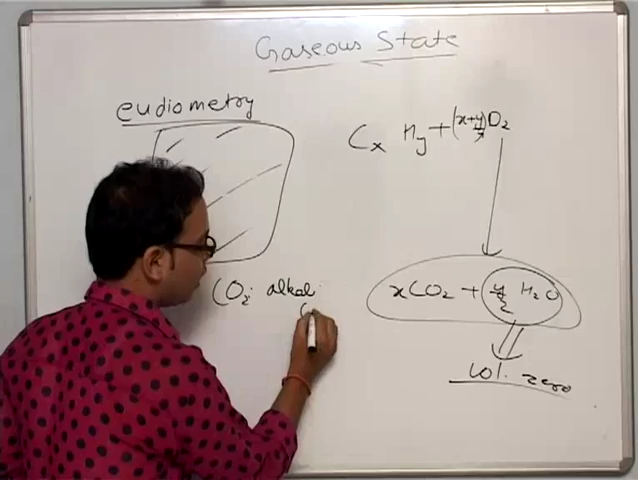 Gaseous State
eudiometry
CxHy + (x+y/4)O2
xCO2 + y/2 H2O
vol. zero
CO2: alkali
(